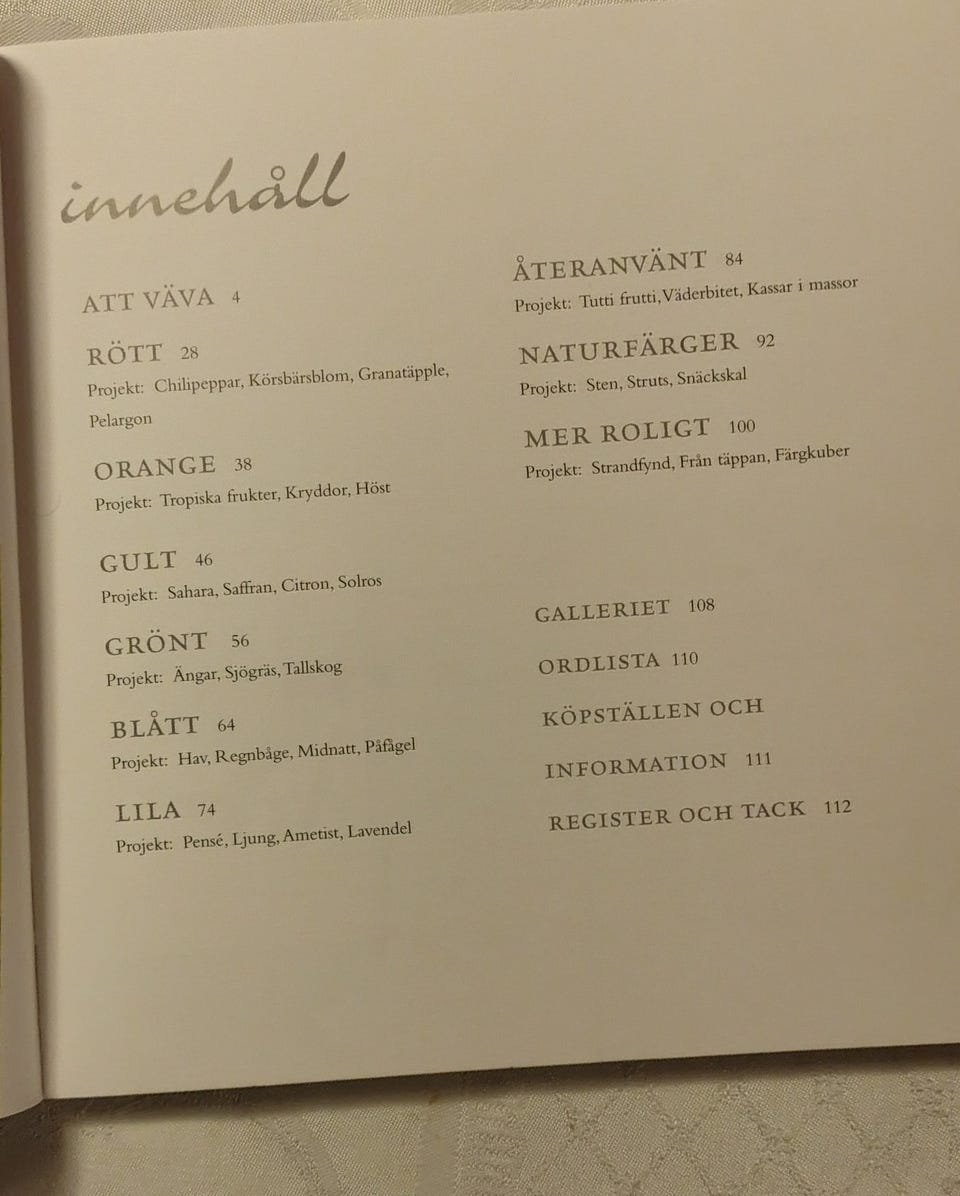 innehåll
ATT VÄVA 4
RÖTT 28
Projekt: Chilipeppar, Körsbärsblom, Granatäpple,
Pelargon
ORANGE 38
Projekt: Tropiska frukter, Kryddor, Höst
GULT 46
Projekt: Sahara, Saffran, Citron, Solros
GRÖNT 56
Projekt: Ängar, Sjögräs, Tallskog
BLÅTT 64
Projekt: Hav, Regnbåge, Midnatt, Påfågel
LILA 74
Projekt: Pensé, Ljung, Ametist, Lavendel
ÅTERANVÄNT 84
Projekt: Tutti frutti, Väderbitet, Kassar i massor
NATURFÄRGER 92
Projekt: Sten, Struts, Snäckskal
MER ROLIGT 100
Projekt: Strandfynd, Från täppan, Färgkuber
GALLERIET 108
ORDLISTA 110
KÖPSTÄLLEN OCH
INFORMATION 111
REGISTER OCH TACK 112